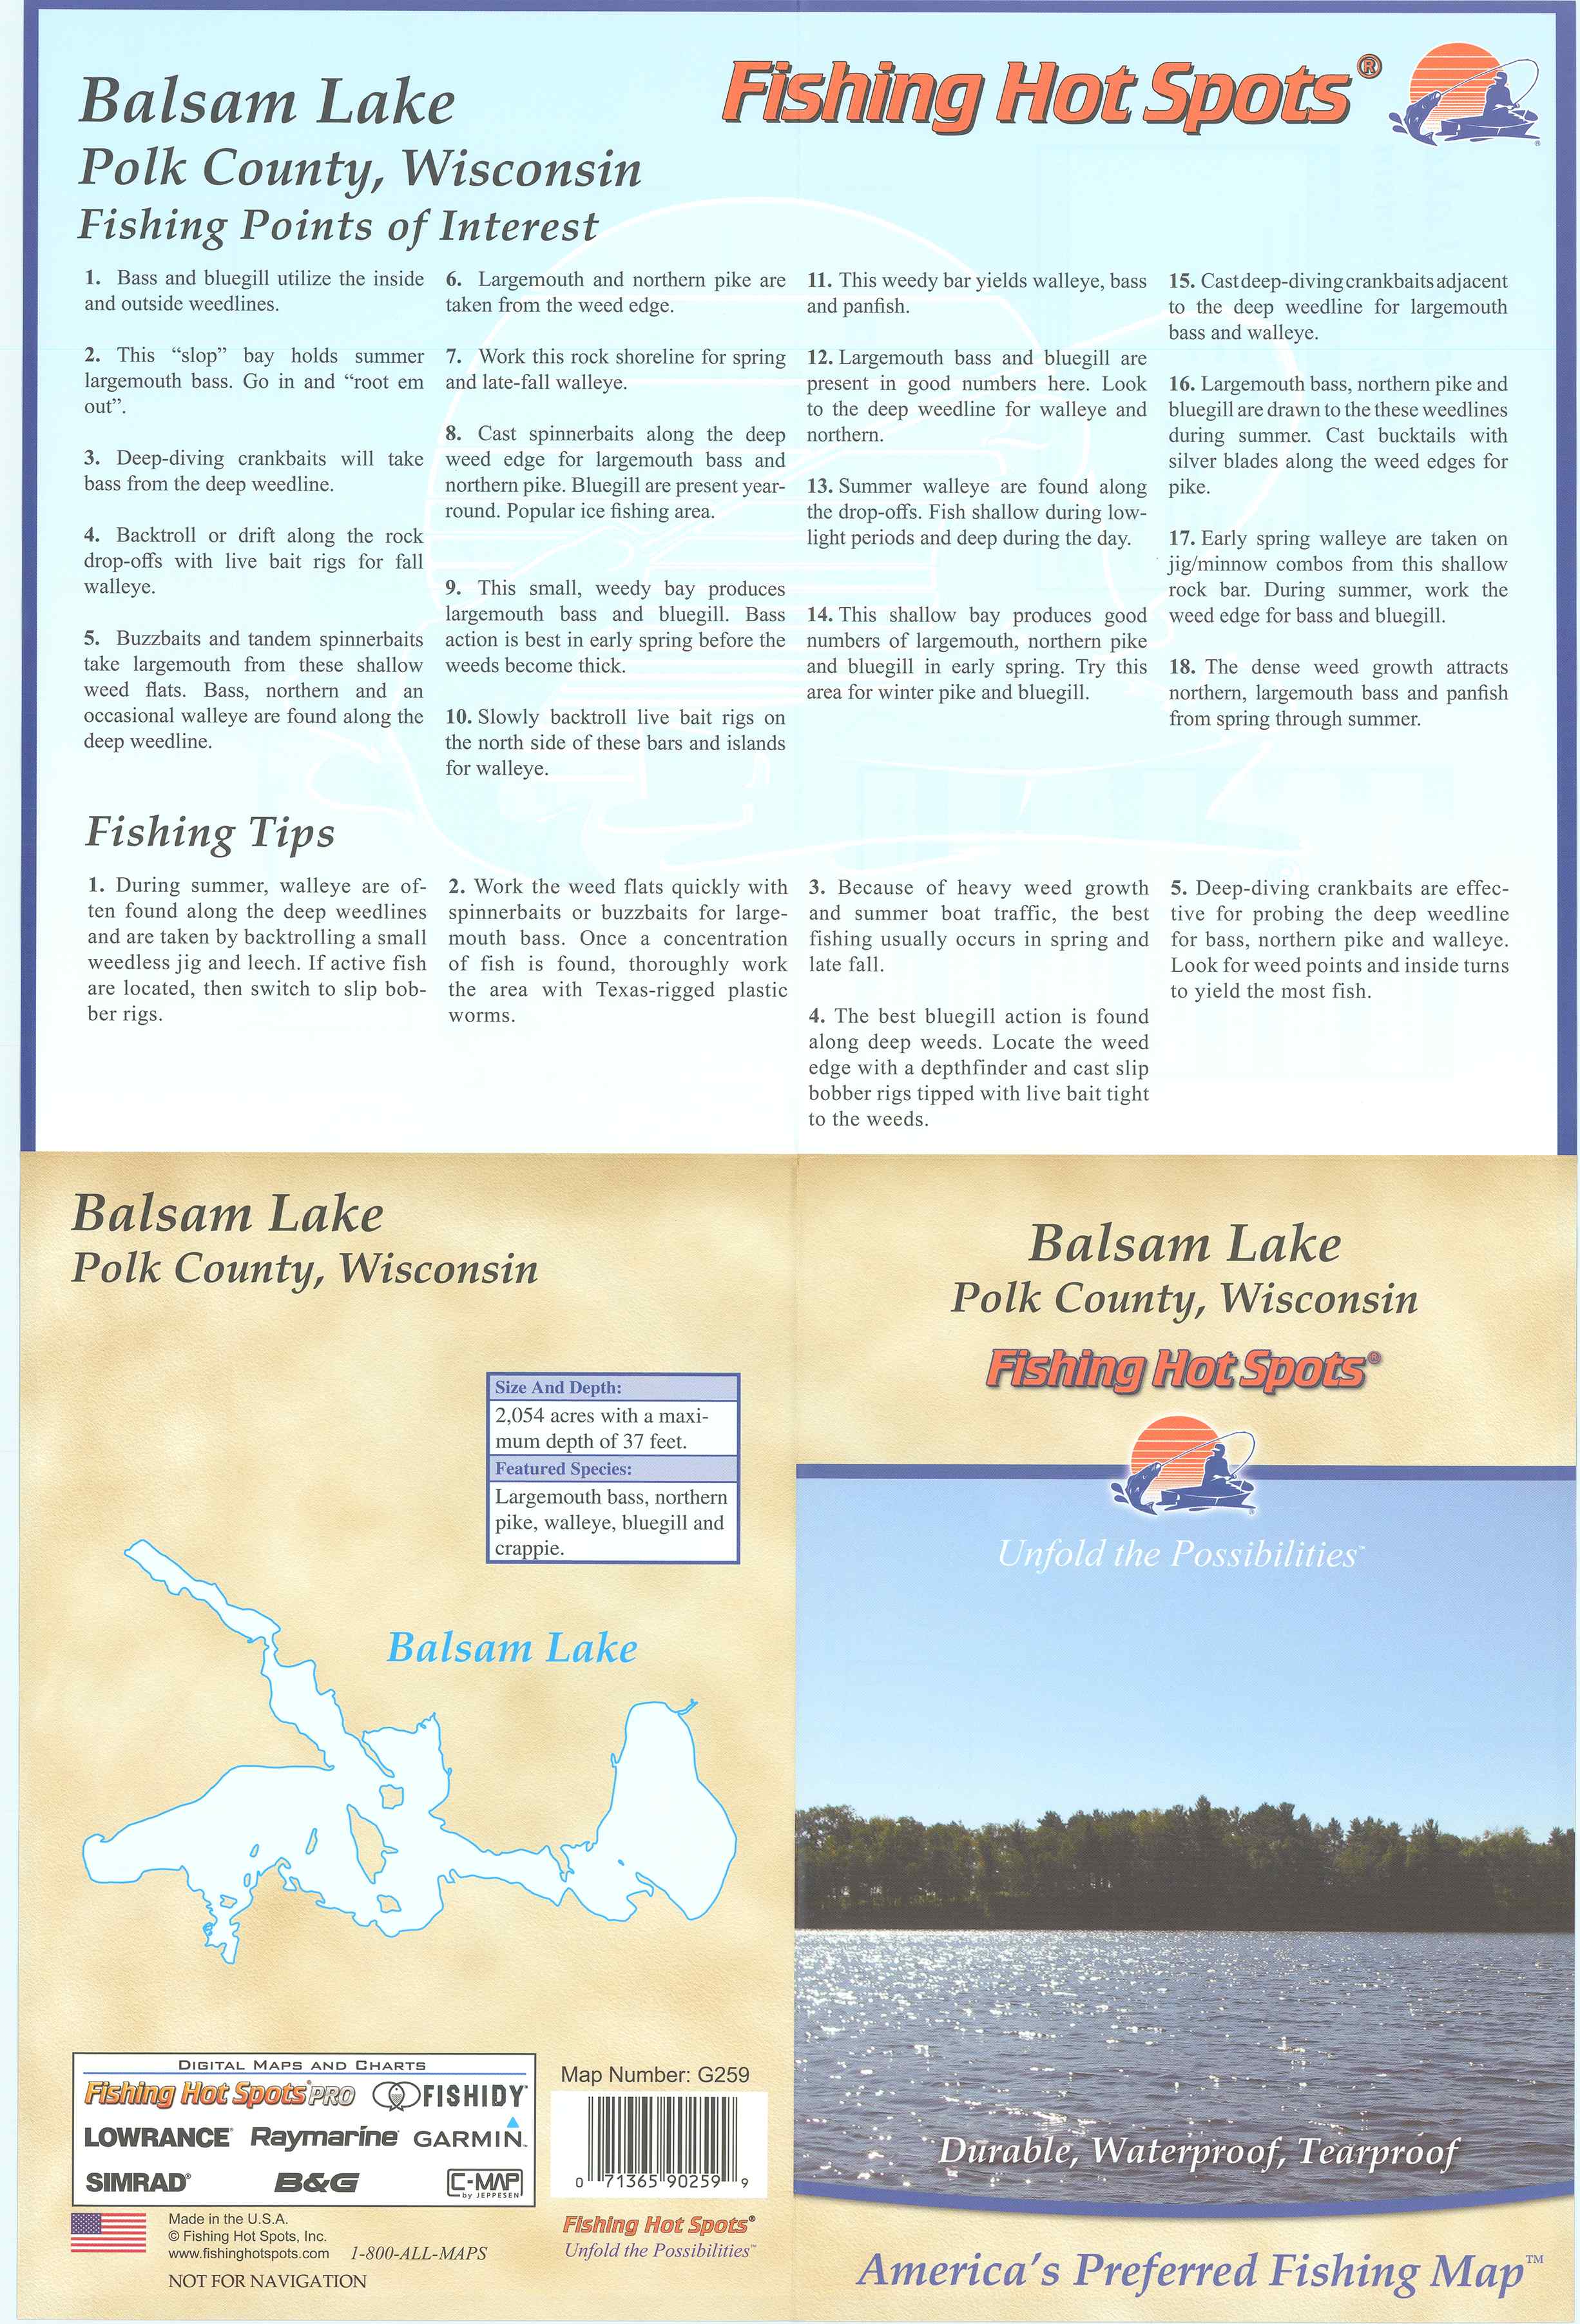 Balsam Lake
Polk County, Wisconsin
Fishing Points of Interest
Fishing Hot Spots®
1. Bass and bluegill utilize the inside
and outside weedlines.
2. This “slop” bay holds summer
largemouth bass. Go in and “root em
out”.
3. Deep-diving crankbaits will take
bass from the deep weedline.
4. Backtroll or drift along the rock
drop-offs with live bait rigs for fall
walleye.
5. Buzzbaits and tandem spinnerbaits
take largemouth from these shallow
weed flats. Bass, northern and an
occasional walleye are found along the
deep weedline.
6. Largemouth and northern pike are
taken from the weed edge.
7. Work this rock shoreline for spring
and late-fall walleye.
8. Cast spinnerbaits along the deep
weed edge for largemouth bass and
northern pike. Bluegill are present year-
round. Popular ice fishing area.
9. This small, weedy bay produces
largemouth bass and bluegill. Bass
action is best in early spring before the
weeds become thick.
10. Slowly backtroll live bait rigs on
the north side of these bars and islands
for walleye.
11. This weedy bar yields walleye, bass
and panfish.
12. Largemouth bass and bluegill are
present in good numbers here. Look
to the deep weedline for walleye and
northern.
13. Summer walleye are found along
the drop-offs. Fish shallow during low-
light periods and deep during the day.
14. This shallow bay produces good
numbers of largemouth, northern pike
and bluegill in early spring. Try this
area for winter pike and bluegill.
15. Cast deep-diving crankbaits adjacent
to the deep weedline for largemouth
bass and walleye.
16. Largemouth bass, northern pike and
bluegill are drawn to the these weedlines
during summer. Cast bucktails with
silver blades along the weed edges for
pike.
17. Early spring walleye are taken on
jig/minnow combos from this shallow
rock bar. During summer, work the
weed edge for bass and bluegill.
18. The dense weed growth attracts
northern, largemouth bass and panfish
from spring through summer.
Fishing Tips
1. During summer, walleye are of-
ten found along the deep weedlines
and are taken by backtrolling a small
weedless jig and leech. If active fish
are located, then switch to slip bob-
ber rigs.
2. Work the weed flats quickly with
spinnerbaits or buzzbaits for large-
mouth bass. Once a concentration
of fish is found, thoroughly work
the area with Texas-rigged plastic
worms.
3. Because of heavy weed growth
and summer boat traffic, the best
fishing usually occurs in spring and
late fall.
4. The best bluegill action is found
along deep weeds. Locate the weed
edge with a depthfinder and cast slip
bobber rigs tipped with live bait tight
to the weeds.
5. Deep-diving crankbaits are effec-
tive for probing the deep weedline
for bass, northern pike and walleye.
Look for weed points and inside turns
to yield the most fish.
Balsam Lake
Polk County, Wisconsin
Size And Depth:
2,054 acres with a maxi-
mum depth of 37 feet.
Featured Species:
Largemouth bass, northern
pike, walleye, bluegill and
crappie.
Balsam Lake
DIGITAL MAPS AND CHARTS
Fishing Hot Spots® PRO FISHIDY™
LOWRANCE® Raymarine® GARMIN™
SIMRAD® B&G C-MAP
by JEPPESEN
Made in the U.S.A.
© Fishing Hot Spots, Inc.
www.fishinghotspots.com 1-800-ALL-MAPS
NOT FOR NAVIGATION
Map Number: G259
0 71365 90259 9
Fishing Hot Spots®
Unfold the Possibilities™
Balsam Lake
Polk County, Wisconsin
Fishing Hot Spots®
Unfold the Possibilities™
Durable, Waterproof, Tearproof
America's Preferred Fishing Map™